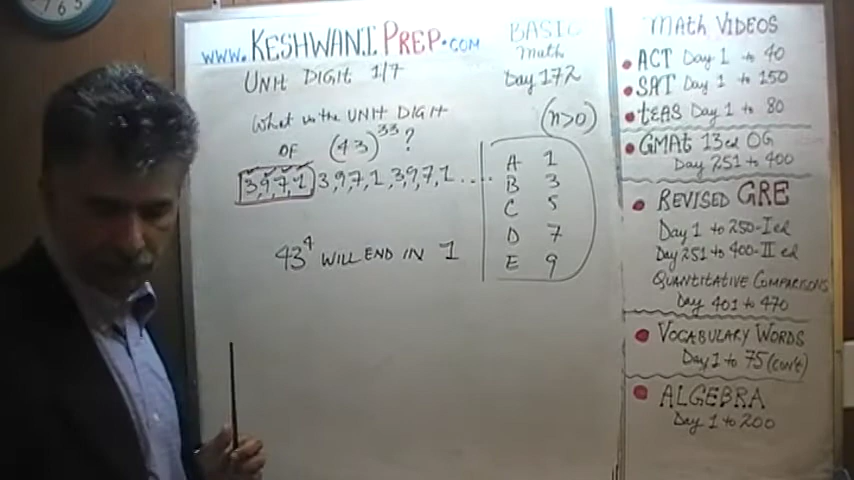 7 6 5
www.KESHWANIPREP.COM
UNIT DIGIT 1/7
What is the UNIT DIGIT
OF (43)³³?
3,9,7,1 3,9,7,1,3,9,7,1.....
43⁴ WILL END IN 1
BASIC
Math
Day 172
(n>0)
A 1
B 3
C 5
D 7
E 9
Math VIDEOS
• ACT Day 1 to 40
• SAT Day 1 to 150
• tEAS Day 1 to 80
• GMAt 13ed OG
Day 251 to 400
• REVISED GRE
Day 1 to 250-I ed
Day 251 to 400-II ed
QUANTITATIVE COMPARISONS
Day 401 to 470
• VOCABULARY WORDS
Day 1 to 75 (con't)
• ALGEBRA
Day 1 to 200